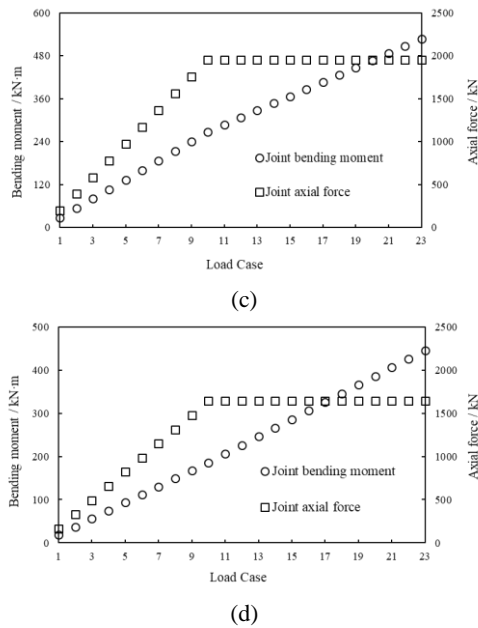 600 2500
480 2000
360 1500
240 1000
120 500
0 0
Bending moment / kN·m
Axial force / kN
Joint bending moment
Joint axial force
1 3 5 7 9 11 13 15 17 19 21 23
Load Case
(c)
500 2500
400 2000
300 1500
200 1000
100 500
0 0
Bending moment / kN·m
Axial force / kN
Joint bending moment
Joint axial force
1 3 5 7 9 11 13 15 17 19 21 23
Load Case
(d)